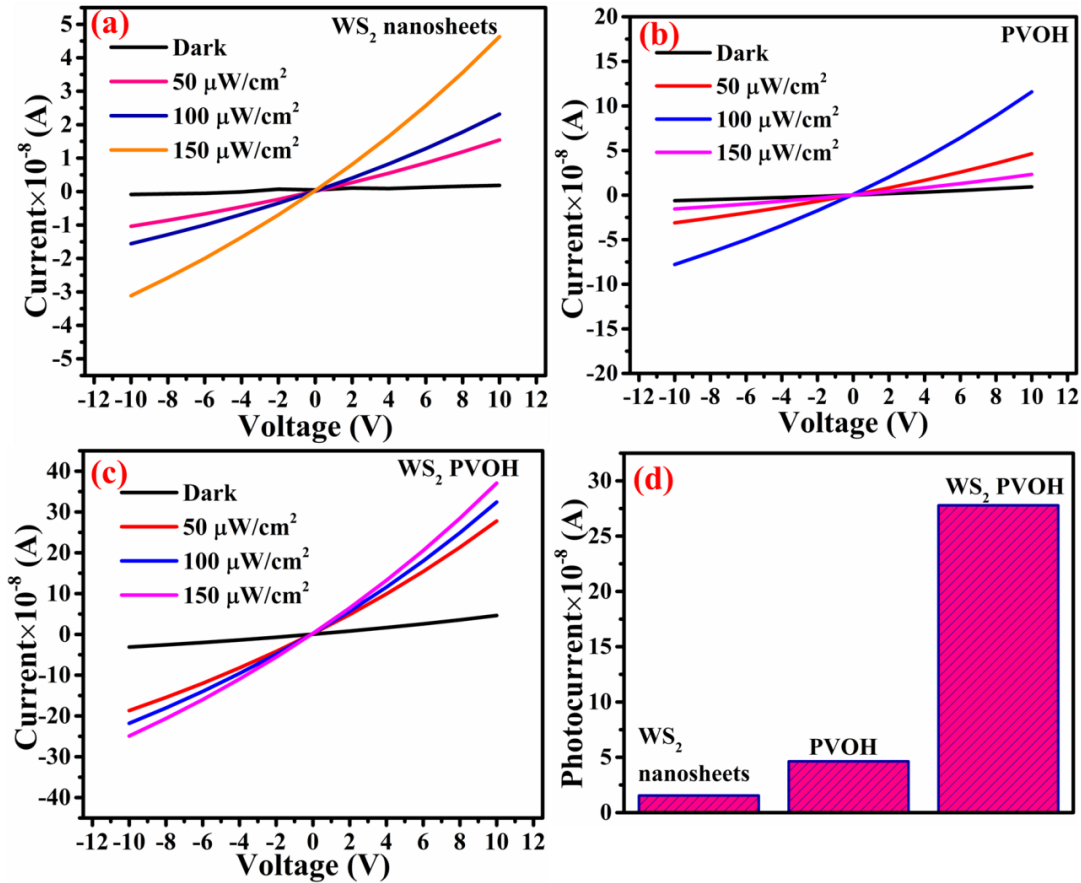 (a)
WS₂ nanosheets
Dark
50 μW/cm²
100 μW/cm²
150 μW/cm²
Current×10⁻⁸ (A)
5
4
3
2
1
0
-1
-2
-3
-4
-5
-12 -10 -8 -6 -4 -2 0 2 4 6 8 10 12
Voltage (V)
(b)
PVOH
Dark
50 μW/cm²
100 μW/cm²
150 μW/cm²
Current×10⁻⁸ (A)
20
15
10
5
0
-5
-10
-15
-20
-12 -10 -8 -6 -4 -2 0 2 4 6 8 10 12
Voltage (V)
(c)
WS₂ PVOH
Dark
50 μW/cm²
100 μW/cm²
150 μW/cm²
Current×10⁻⁸ (A)
40
30
20
10
0
-10
-20
-30
-40
-12 -10 -8 -6 -4 -2 0 2 4 6 8 10 12
Voltage (V)
(d)
WS₂ PVOH
PVOH
WS₂
nanosheets
Photocurrent×10⁻⁸ (A)
30
25
20
15
10
5
0